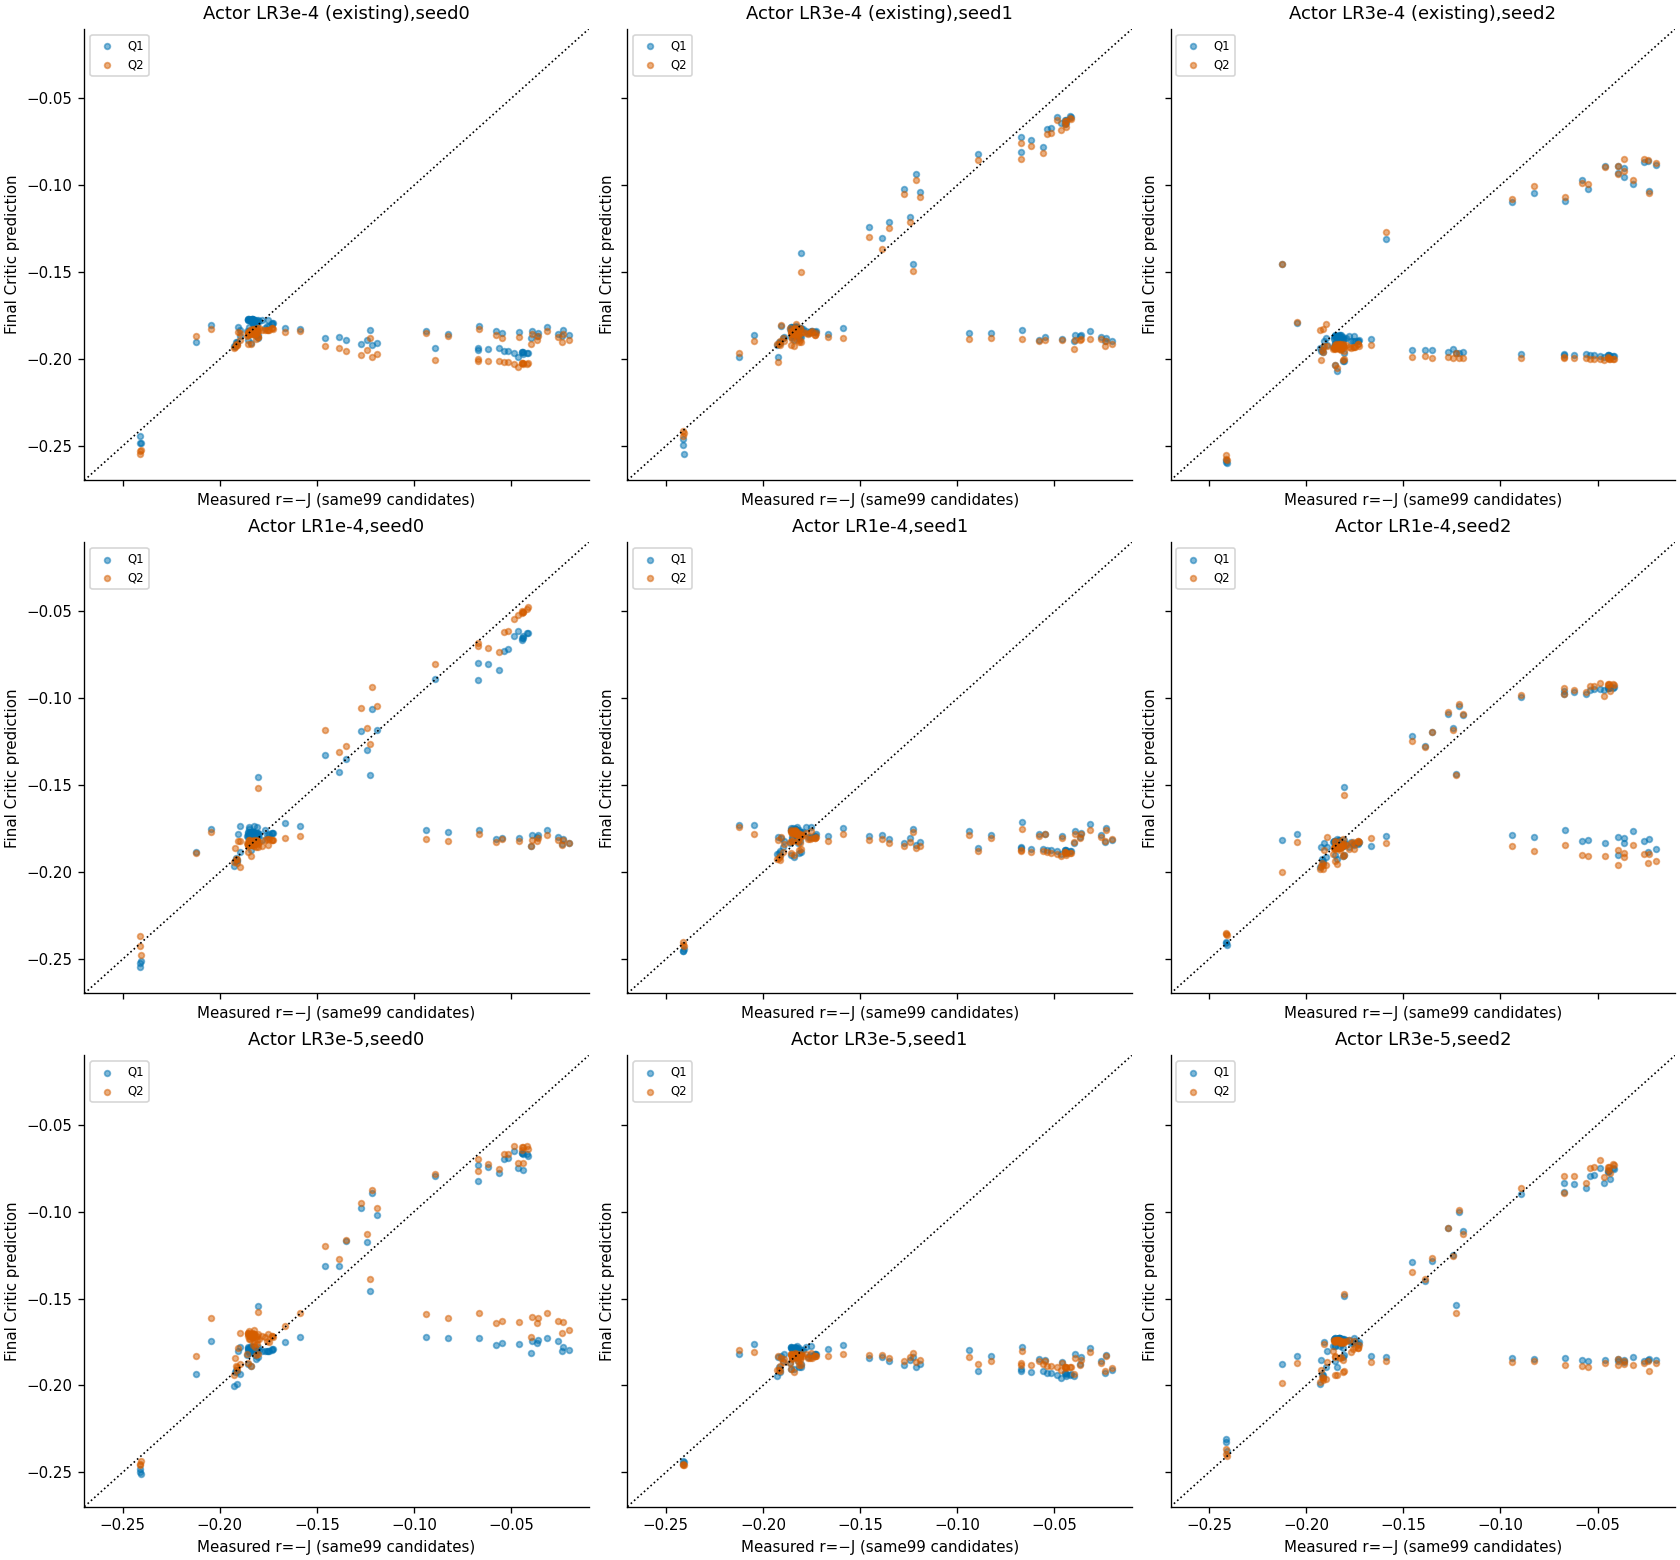 Actor LR3e-4 (existing),seed0
Actor LR3e-4 (existing),seed1
Actor LR3e-4 (existing),seed2
Q1
Q2
Q1
Q2
Q1
Q2
−0.05
−0.10
−0.15
−0.20
−0.25
Final Critic prediction
Final Critic prediction
Final Critic prediction
Measured r=−J (same99 candidates)
Measured r=−J (same99 candidates)
Measured r=−J (same99 candidates)
Actor LR1e-4,seed0
Actor LR1e-4,seed1
Actor LR1e-4,seed2
Q1
Q2
Q1
Q2
Q1
Q2
−0.05
−0.10
−0.15
−0.20
−0.25
Final Critic prediction
Final Critic prediction
Final Critic prediction
Measured r=−J (same99 candidates)
Measured r=−J (same99 candidates)
Measured r=−J (same99 candidates)
Actor LR3e-5,seed0
Actor LR3e-5,seed1
Actor LR3e-5,seed2
Q1
Q2
Q1
Q2
Q1
Q2
−0.05
−0.10
−0.15
−0.20
−0.25
Final Critic prediction
Final Critic prediction
Final Critic prediction
−0.25 −0.20 −0.15 −0.10 −0.05
−0.25 −0.20 −0.15 −0.10 −0.05
−0.25 −0.20 −0.15 −0.10 −0.05
Measured r=−J (same99 candidates)
Measured r=−J (same99 candidates)
Measured r=−J (same99 candidates)